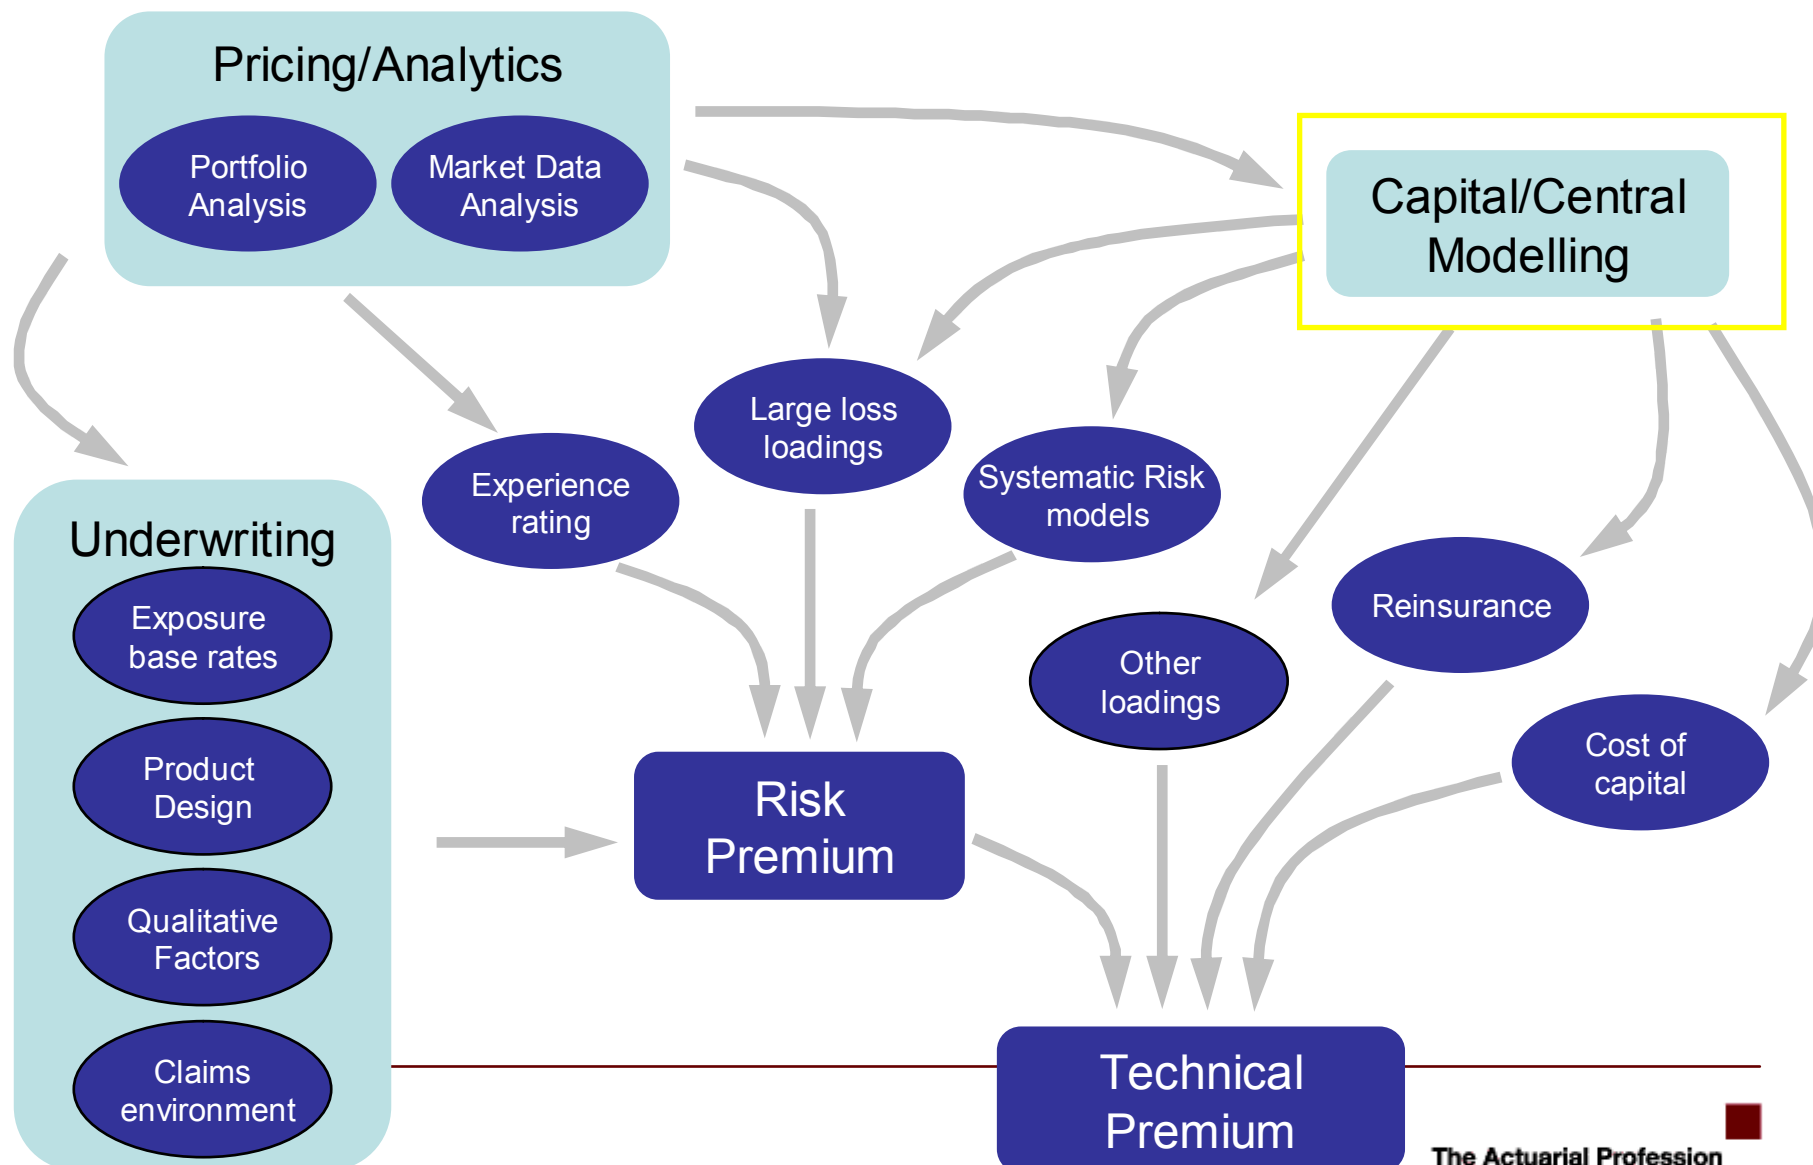 Pricing/Analytics
Portfolio
Analysis
Market Data
Analysis
Capital/Central
Modelling
Large loss
loadings
Experience
rating
Systematic Risk
models
Underwriting
Exposure
base rates
Reinsurance
Other
loadings
Product
Design
Cost of
capital
Risk
Premium
Qualitative
Factors
Claims
environment
Technical
Premium
The Actuarial Profession